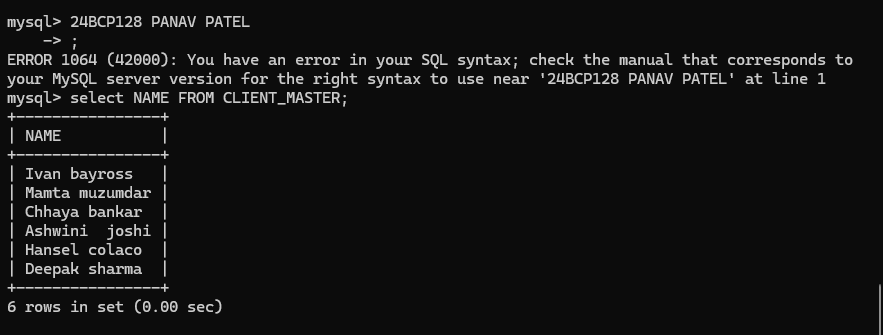 mysql> 24BCP128 PANAV PATEL
    -> ;
ERROR 1064 (42000): You have an error in your SQL syntax; check the manual that corresponds to
your MySQL server version for the right syntax to use near '24BCP128 PANAV PATEL' at line 1
mysql> select NAME FROM CLIENT_MASTER;
+----------------+
| NAME           |
+----------------+
| Ivan bayross   |
| Mamta muzumdar |
| Chhaya bankar  |
| Ashwini  joshi |
| Hansel colaco  |
| Deepak sharma  |
+----------------+
6 rows in set (0.00 sec)